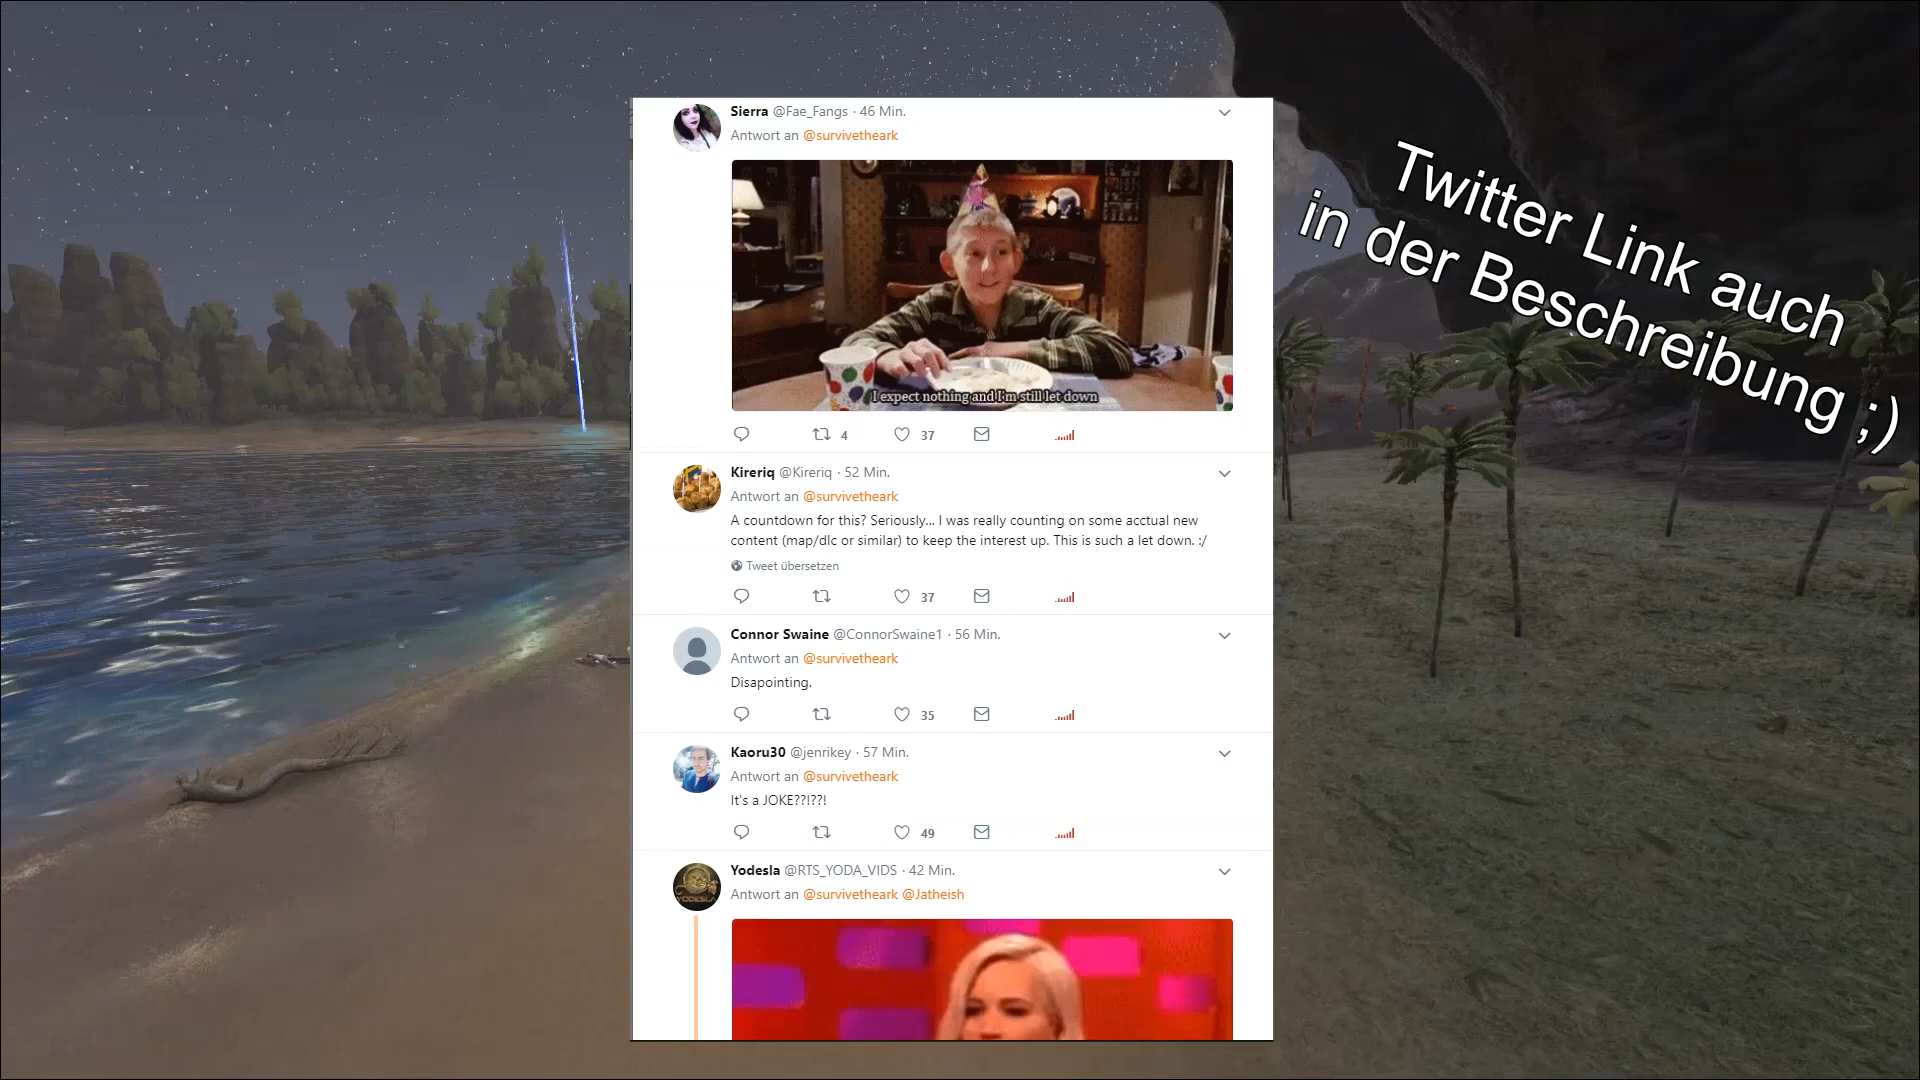 Sierra @Fae_Fangs · 46 Min.
Antwort an @survivetheark
I expect nothing and I'm still let down
4 37
Kireriq @Kireriq · 52 Min.
Antwort an @survivetheark
A countdown for this? Seriously... I was really counting on some acctual new
content (map/dlc or similar) to keep the interest up. This is such a let down. :/
Tweet übersetzen
37
Connor Swaine @ConnorSwaine1 · 56 Min.
Antwort an @survivetheark
Disapointing.
35
Kaoru30 @jenrikey · 57 Min.
Antwort an @survivetheark
It's a JOKE??!??!
49
Yodesla @RTS_YODA_VIDS · 42 Min.
Antwort an @survivetheark @Jatheish
YODESLA
Twitter Link auch
in der Beschreibung ;)